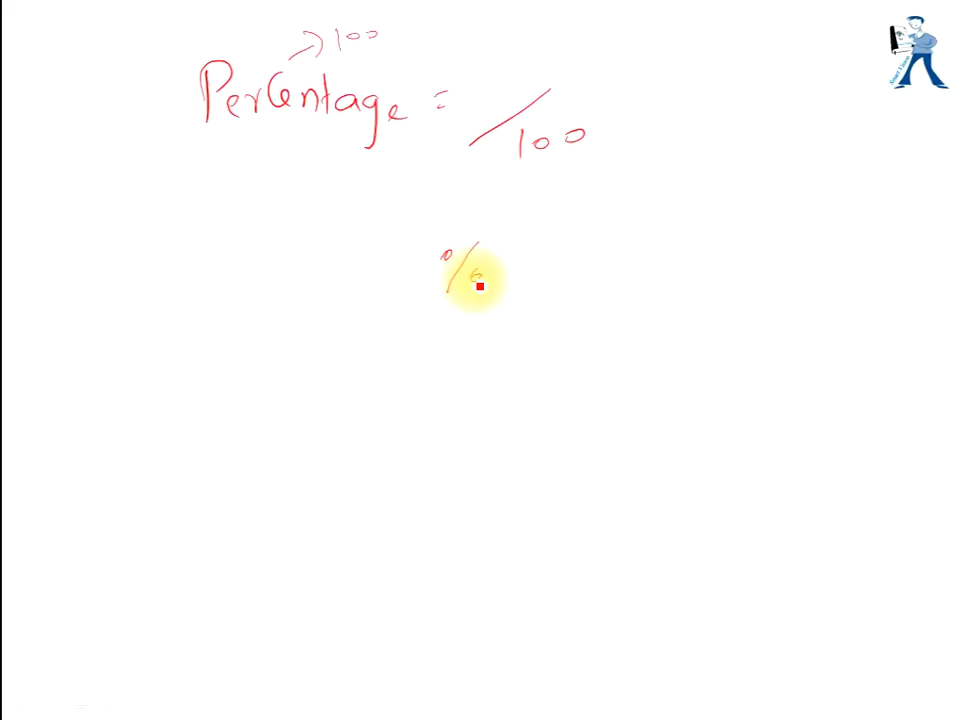 → 100
Percentage = /100
%